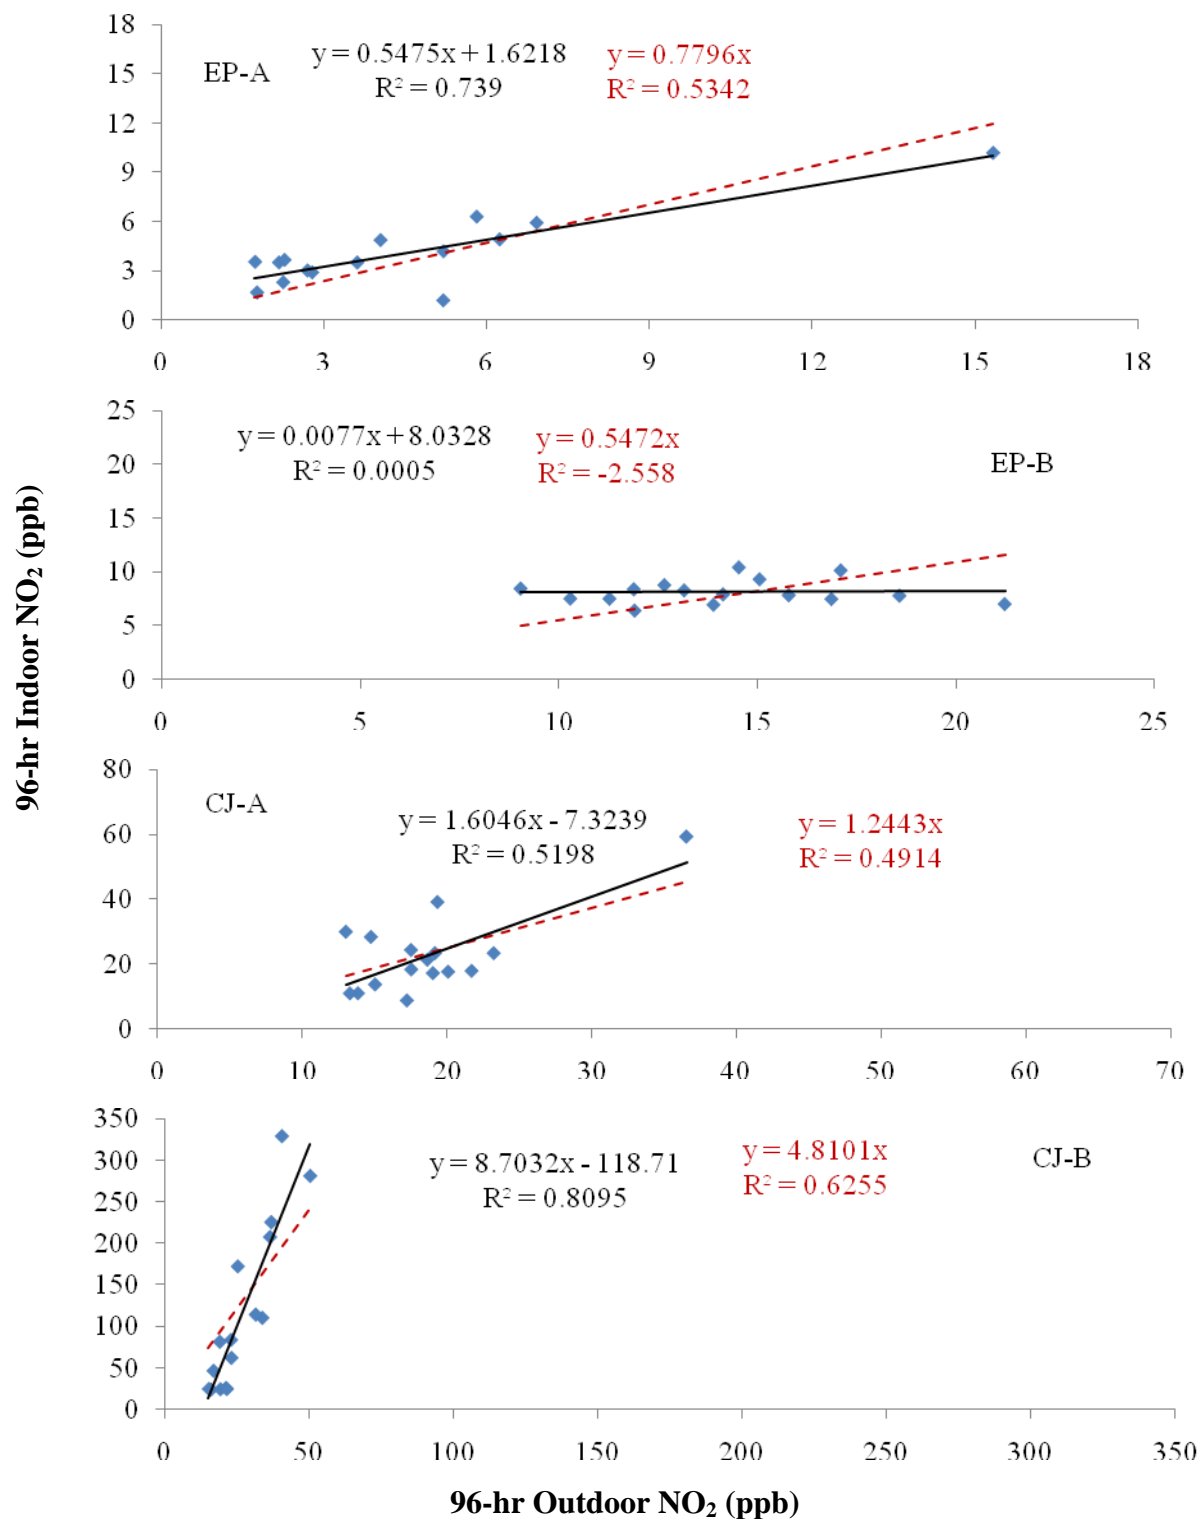 96-hr Indoor NO₂ (ppb)
18
15
12
9
6
3
0
EP-A
y = 0.5475x + 1.6218
R² = 0.739
y = 0.7796x
R² = 0.5342
0 3 6 9 12 15 18
25
20
15
10
5
0
y = 0.0077x + 8.0328
R² = 0.0005
y = 0.5472x
R² = -2.558
EP-B
0 5 10 15 20 25
80
60
40
20
0
CJ-A
y = 1.6046x - 7.3239
R² = 0.5198
y = 1.2443x
R² = 0.4914
0 10 20 30 40 50 60 70
350
300
250
200
150
100
50
0
y = 8.7032x - 118.71
R² = 0.8095
y = 4.8101x
R² = 0.6255
CJ-B
0 50 100 150 200 250 300 350
96-hr Outdoor NO₂ (ppb)